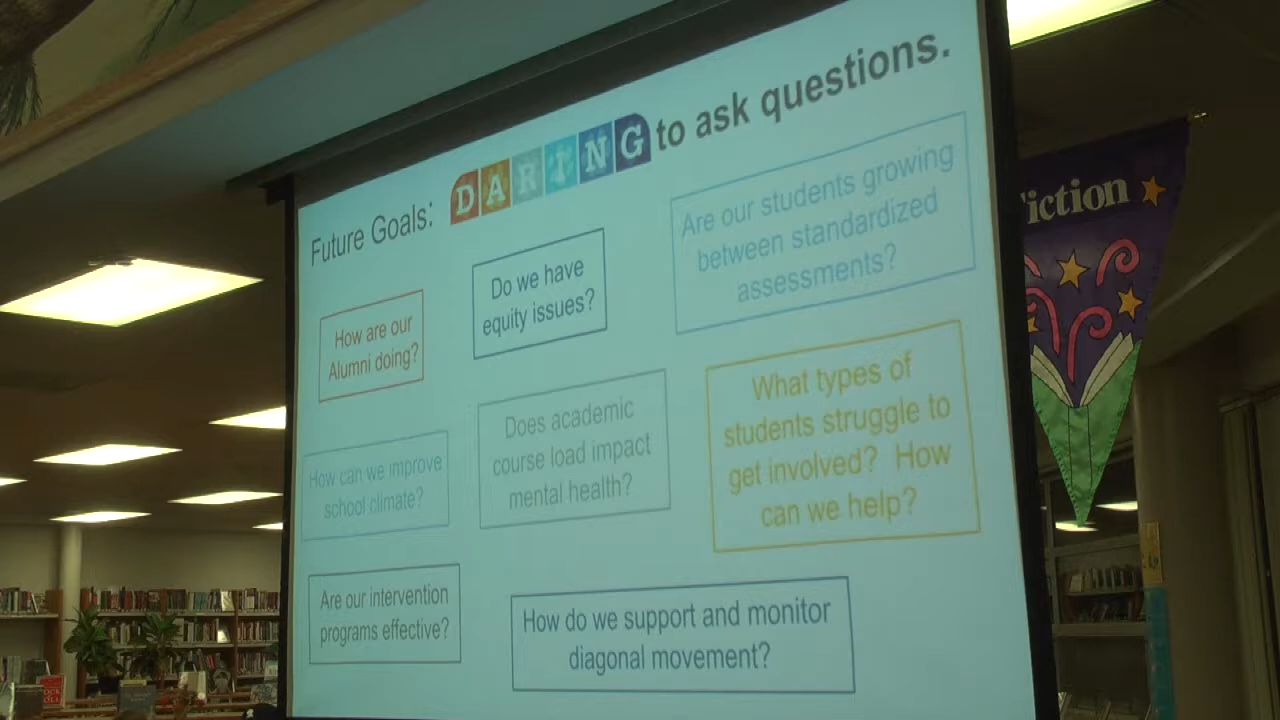 Future Goals: DARING to ask questions.
How are our
Alumni doing?
Do we have
equity issues?
Are our students growing
between standardized
assessments?
How can we improve
school climate?
Does academic
course load impact
mental health?
What types of
students struggle to
get involved? How
can we help?
Are our intervention
programs effective?
How do we support and monitor
diagonal movement?
iction